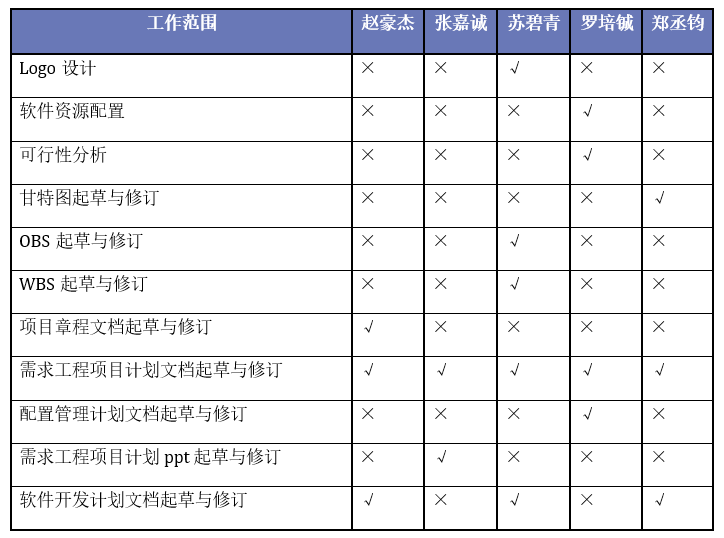 工作范围 赵豪杰 张嘉诚 苏碧青 罗培铖 郑丞钧
Logo 设计 × × √ × ×
软件资源配置 × × × √ ×
可行性分析 × × × √ ×
甘特图起草与修订 × × × × √
OBS 起草与修订 × × √ × ×
WBS 起草与修订 × × √ × ×
项目章程文档起草与修订 √ × × × ×
需求工程项目计划文档起草与修订 √ √ √ √ √
配置管理计划文档起草与修订 × × × √ ×
需求工程项目计划 ppt 起草与修订 × √ × × ×
软件开发计划文档起草与修订 √ × √ × √